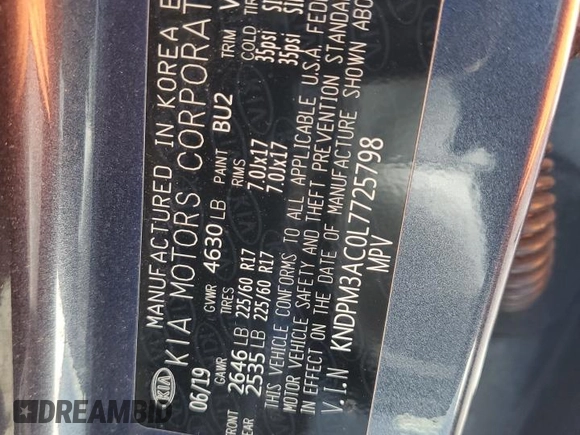 KIA
MANUFACTURED IN KOREA
KIA MOTORS CORPORAT
06/19 GVWR 4630 LB PAINT BU2 TRIM
GAWR TIRES RIMS COLD
FRONT 2646 LB 225/60 R17 7.0Jx17 35psi
2535 LB 225/60 R17 7.0Jx17 35psi
THIS VEHICLE CONFORMS TO ALL APPLICABLE U.S.A. FED
MOTOR VEHICLE SAFETY AND THEFT PREVENTION STANDA
IN EFFECT ON THE DATE OF MANUFACTURE SHOWN ABO
V.I.N KNDPM3AC0L7725798
MPV
DREAMBID